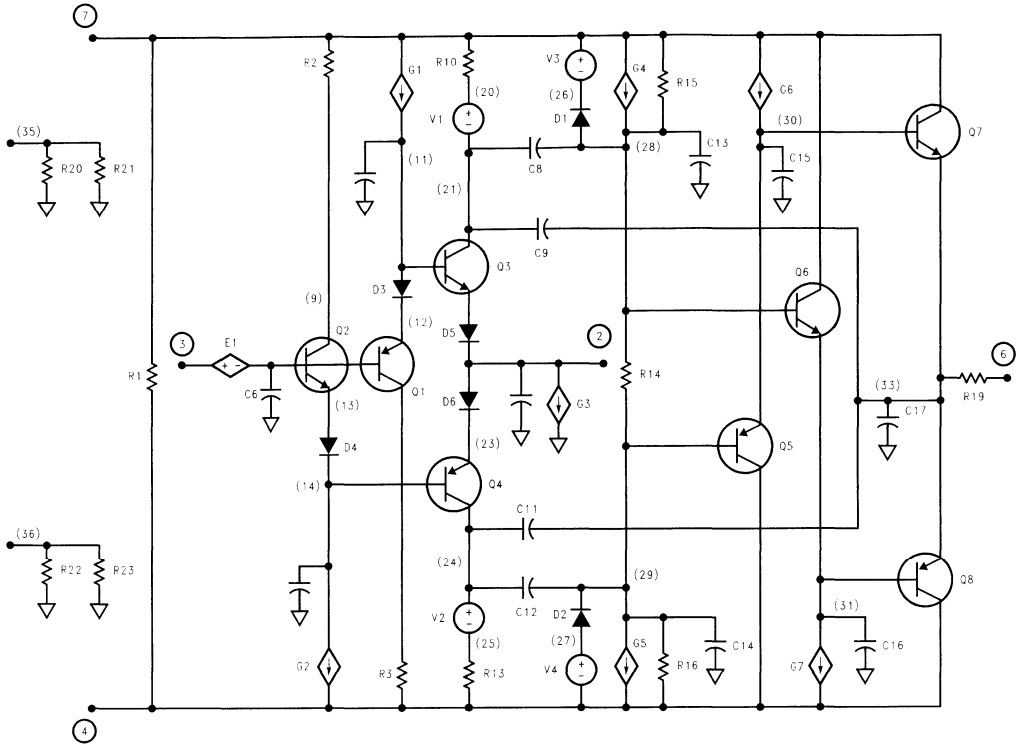 7
R2
G1
R10
V3
G4
R15
G6
(20)
(26)
V1
D1
(30)
Q7
(35)
(11)
(28)
C13
C15
R20
R21
C8
(21)
C9
Q3
Q6
D3
(9)
(12)
Q2
D5
2
3
E1
6
R1
C6
Q1
D6
R14
(33)
R19
(13)
G3
C17
D4
(23)
Q5
(14)
Q4
C11
(36)
(24)
(29)
R22
R23
C12
D2
Q8
V2
(31)
(25)
(27)
C14
C16
G2
R3
R13
V4
G5
R16
G7
4